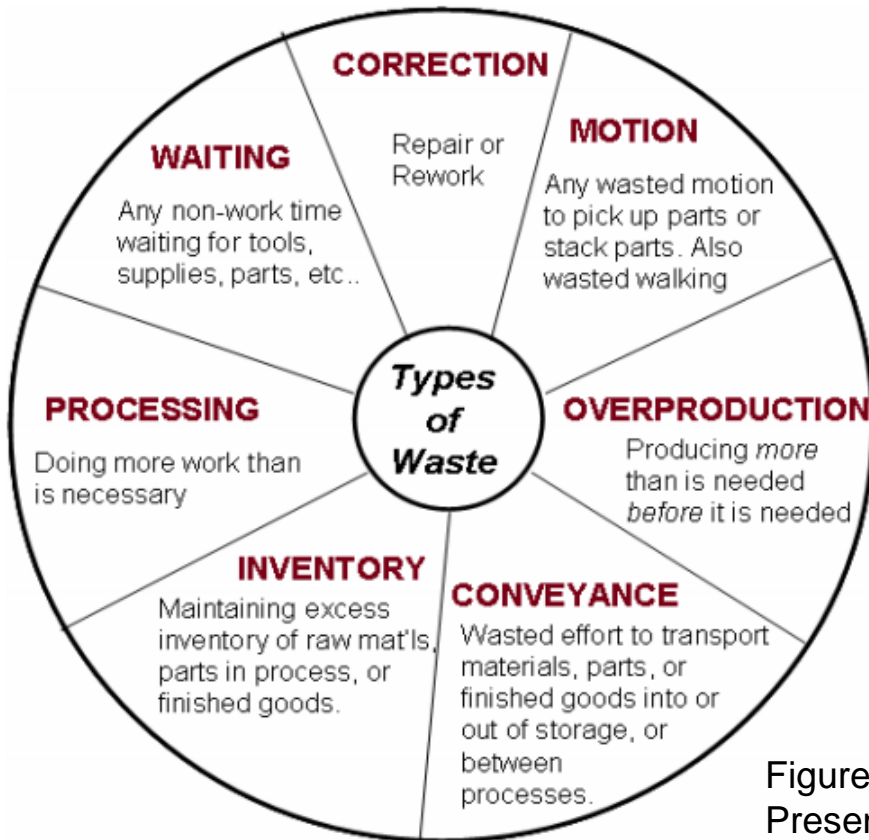 CORRECTION
Repair or
Rework
MOTION
Any wasted motion
to pick up parts or
stack parts. Also
wasted walking
OVERPRODUCTION
Producing more
than is needed
before it is needed
CONVEYANCE
Wasted effort to transport
materials, parts, or
finished goods into or
out of storage, or
between
processes.
INVENTORY
Maintaining excess
inventory of raw mat'ls,
parts in process, or
finished goods.
PROCESSING
Doing more work than
is necessary
WAITING
Any non-work time
waiting for tools,
supplies, parts, etc..
Types
of
Waste
Figure
Presen